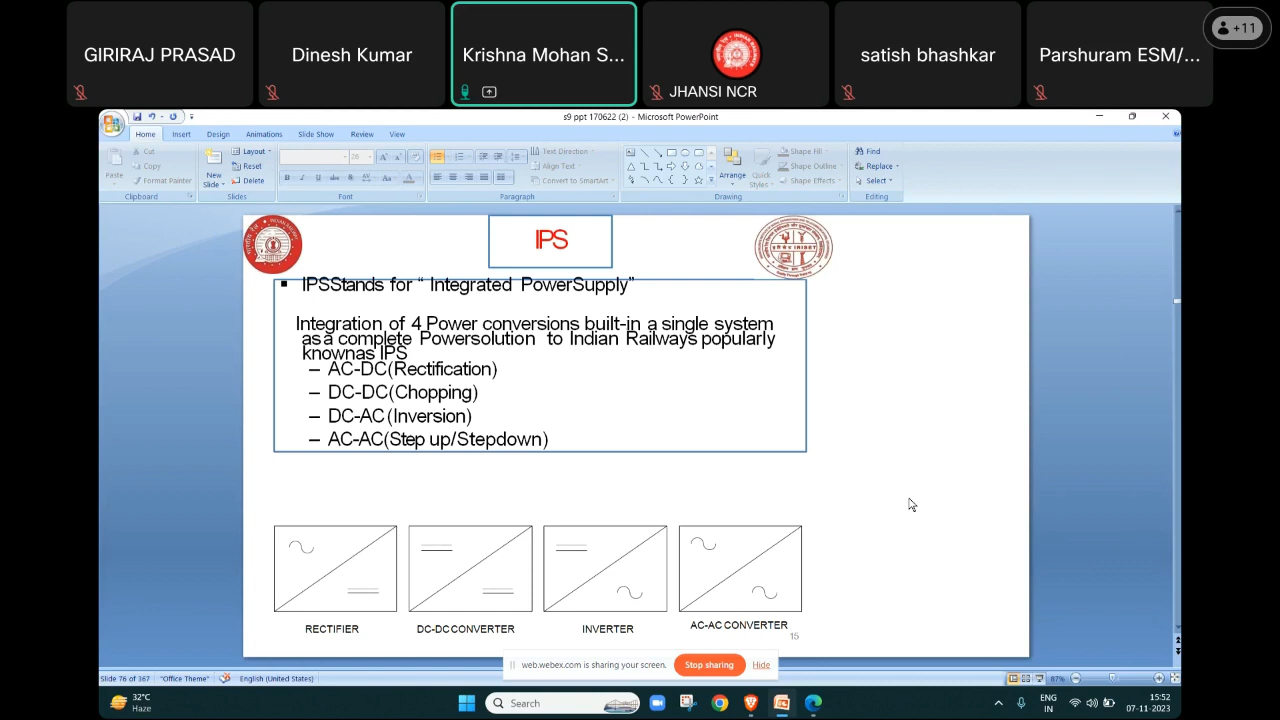 GIRIRAJ PRASAD
Dinesh Kumar
Krishna Mohan S...
JHANSI NCR
satish bhashkar
Parshuram ESM/...
+11
s9 ppt 170622 (2) - Microsoft PowerPoint
Home Insert Design Animations Slide Show Review View
Paste
Cut
Copy
Format Painter
Clipboard
New Slide
Layout
Reset
Delete
Slides
26
Font
Text Direction
Align Text
Convert to SmartArt
Paragraph
Arrange
Quick Styles
Shape Fill
Shape Outline
Shape Effects
Drawing
Find
Replace
Select
Editing
IPS
▪ IPSStands for “ Integrated PowerSupply”
Integration of 4 Power conversions built-in a single system
asa complete Powersolution to Indian Railways popularly
knownas IPS
– AC-DC(Rectification)
– DC-DC(Chopping)
– DC-AC(Inversion)
– AC-AC(Step up/Stepdown)
RECTIFIER
DC-DC CONVERTER
INVERTER
AC-AC CONVERTER
15
web.webex.com is sharing your screen. Stop sharing Hide
Slide 76 of 367 "Office Theme" English (United States) 87%
32°C
Haze
Search
ENG
IN
15:52
07-11-2023